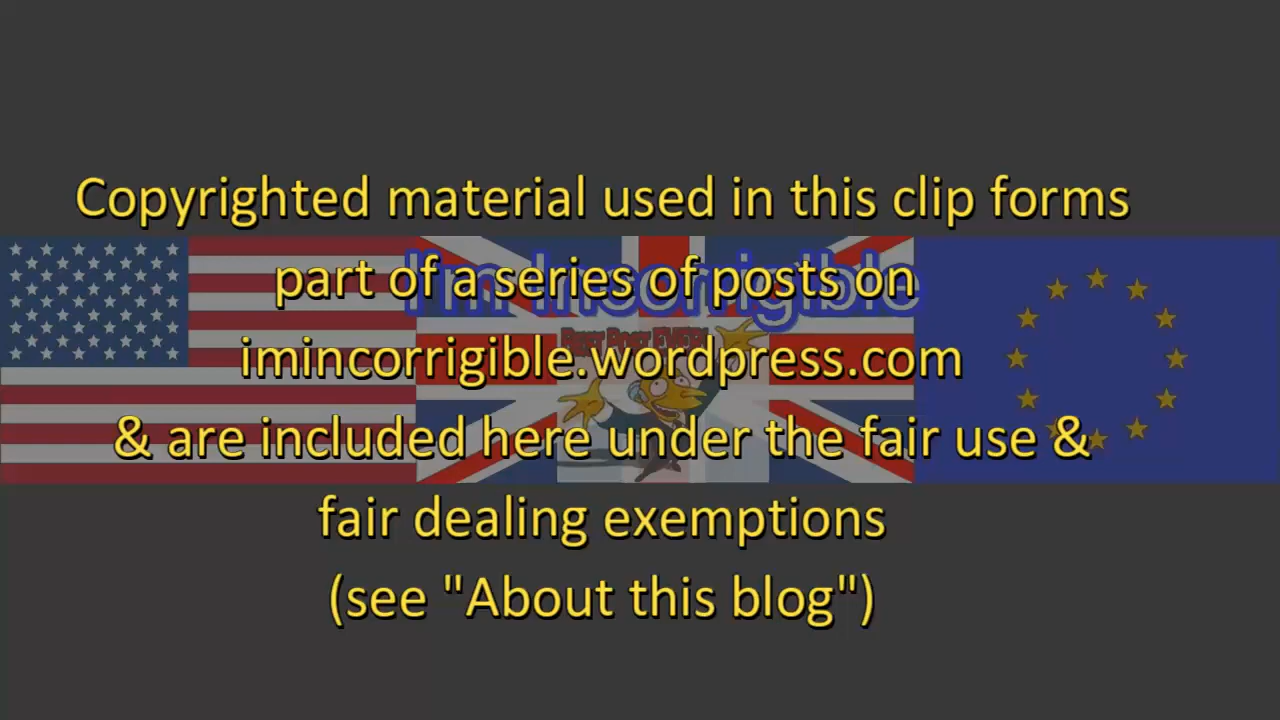 Copyrighted material used in this clip forms
part of a series of posts on
I'm Incorrigible
imincorrigible.wordpress.com
& are included here under the fair use &
fair dealing exemptions
(see "About this blog")